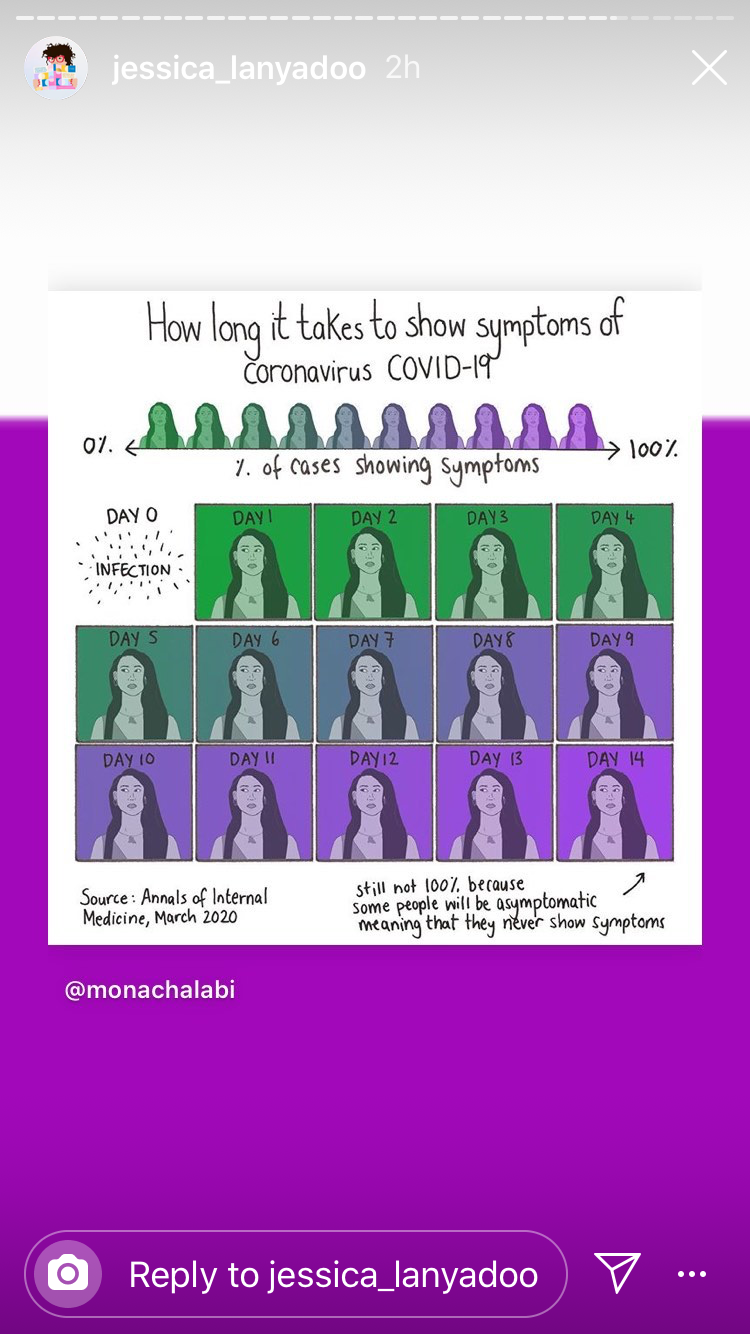 jessica_lanyadoo 2h
How long it takes to show symptoms of
coronavirus COVID-19
0% 100%
% of cases showing symptoms
DAY 0
INFECTION
DAY 1 DAY 2 DAY 3 DAY 4
DAY 5 DAY 6 DAY 7 DAY 8 DAY 9
DAY 10 DAY 11 DAY 12 DAY 13 DAY 14
Source: Annals of Internal
Medicine, March 2020
still not 100% because
some people will be asymptomatic
meaning that they never show symptoms
@monachalabi
Reply to jessica_lanyadoo